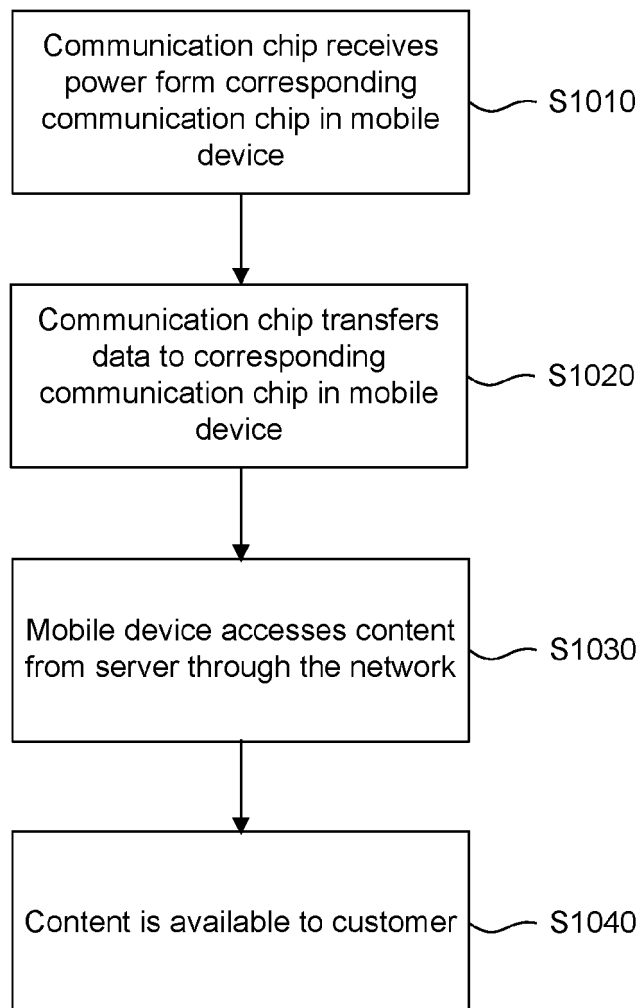 Communication chip receives
power form corresponding
communication chip in mobile
device
S1010
Communication chip transfers
data to corresponding
communication chip in mobile
device
S1020
Mobile device accesses content
from server through the network
S1030
Content is available to customer
S1040